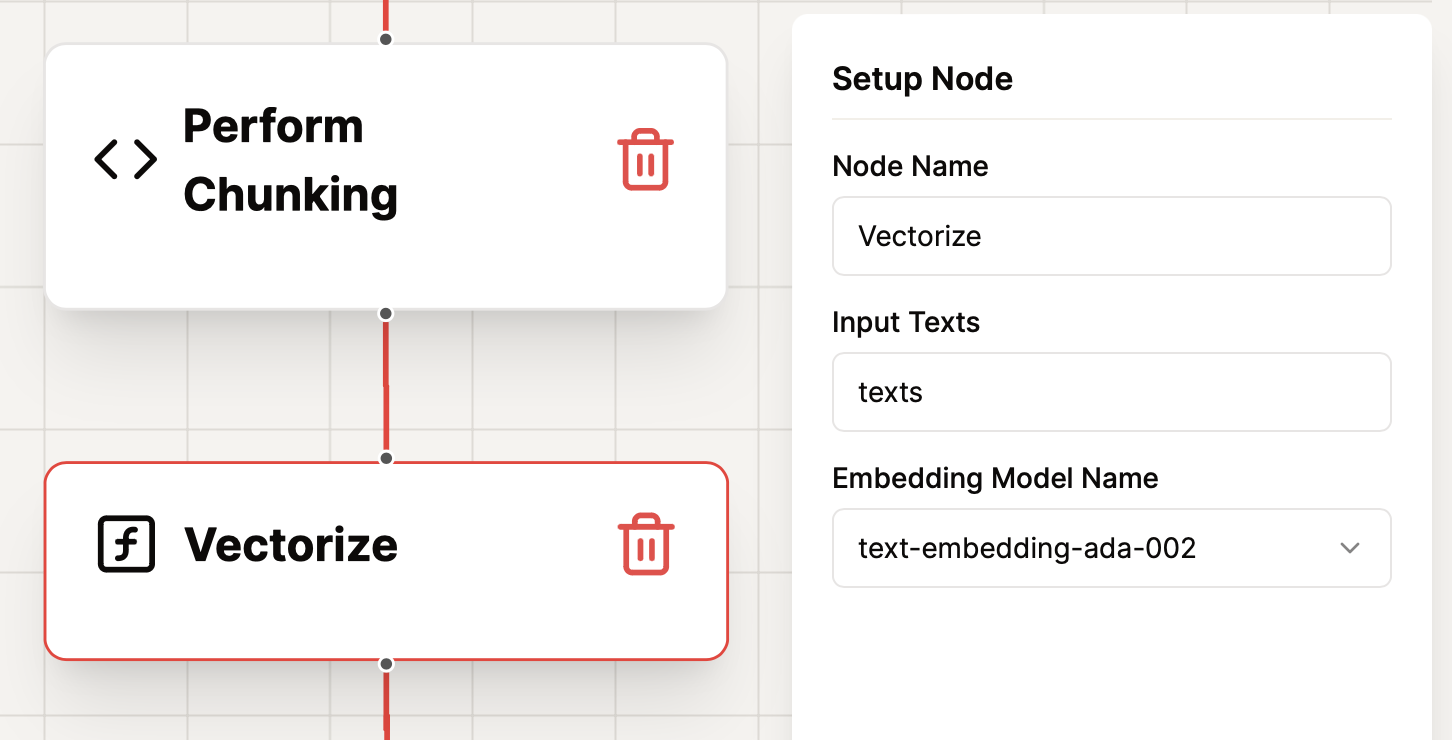 Perform
Chunking
Vectorize
Setup Node
Node Name
Vectorize
Input Texts
texts
Embedding Model Name
text-embedding-ada-002